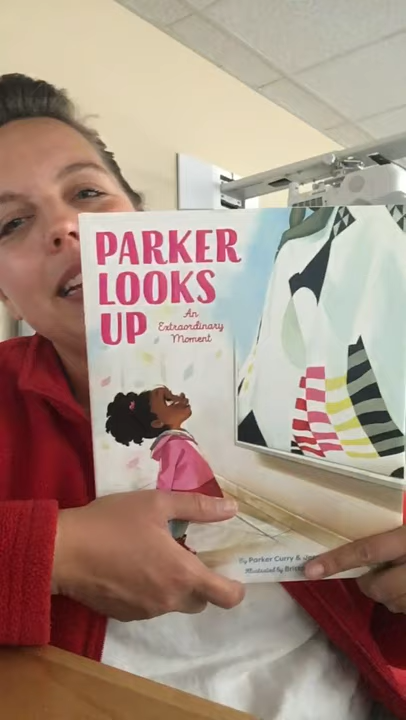 PARKER
LOOKS
UP
An
Extraordinary
Moment
By Parker Curry &
Illustrated by